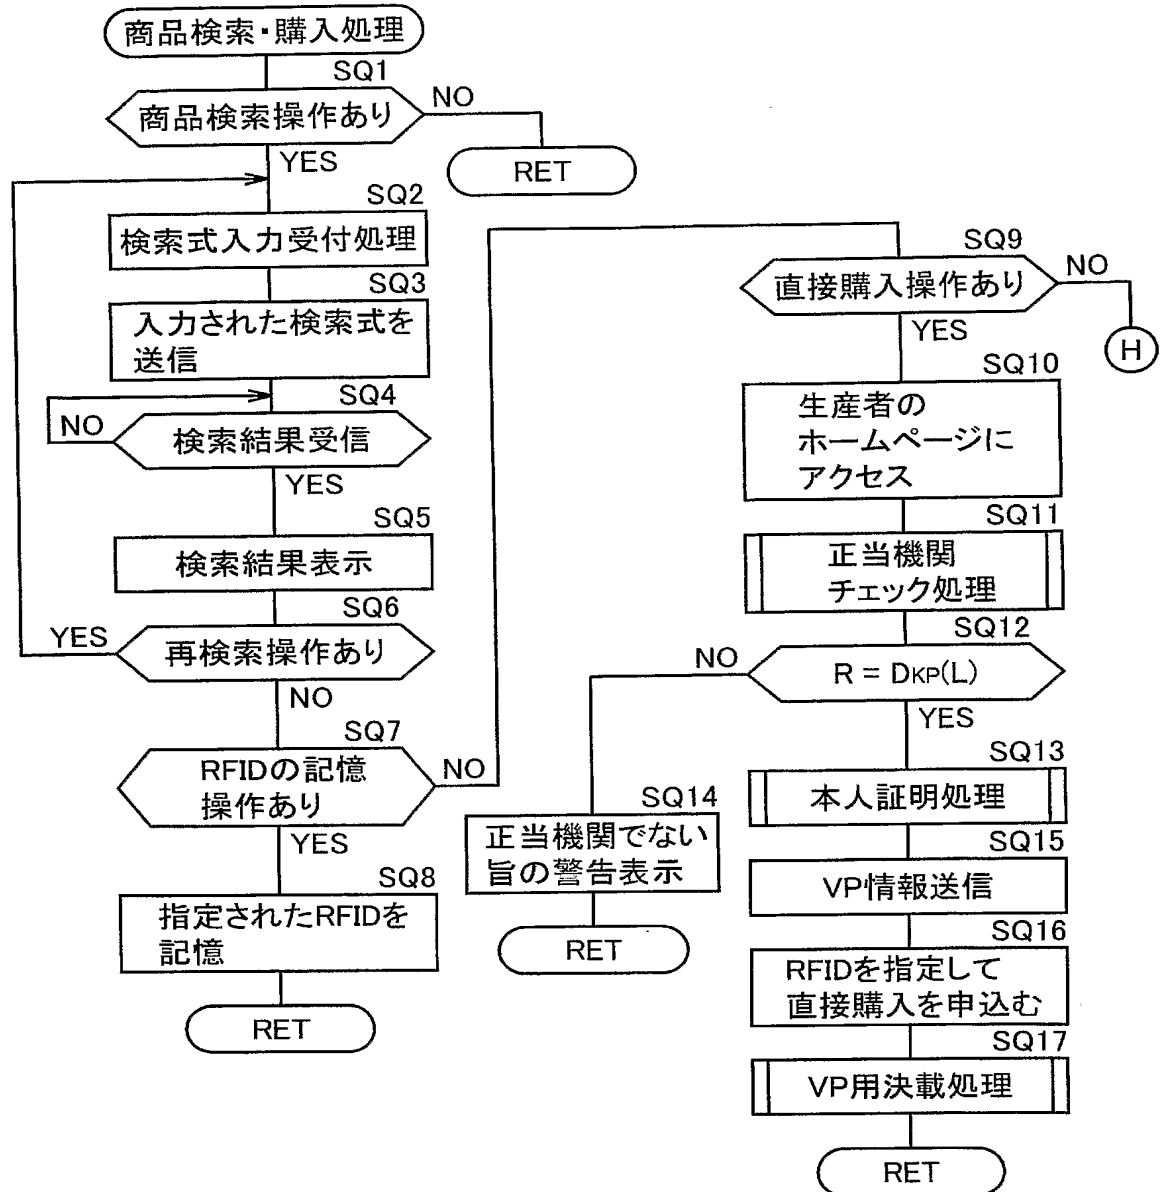 商品検索・購入処理
SQ1
商品検索操作あり
NO
RET
YES
SQ2
検索式入力受付処理
SQ3
入力された検索式を
送信
SQ4
NO
検索結果受信
YES
SQ5
検索結果表示
SQ6
YES
再検索操作あり
NO
SQ7
RFIDの記憶
操作あり
NO
YES
SQ8
指定されたRFIDを
記憶
RET
SQ9
直接購入操作あり
NO
H
YES
SQ10
生産者の
ホームページに
アクセス
SQ11
正当機関
チェック処理
SQ12
NO
R = DKP(L)
YES
SQ14
正当機関でない
旨の警告表示
RET
SQ13
本人証明処理
SQ15
VP情報送信
SQ16
RFIDを指定して
直接購入を申込む
SQ17
VP用決載処理
RET